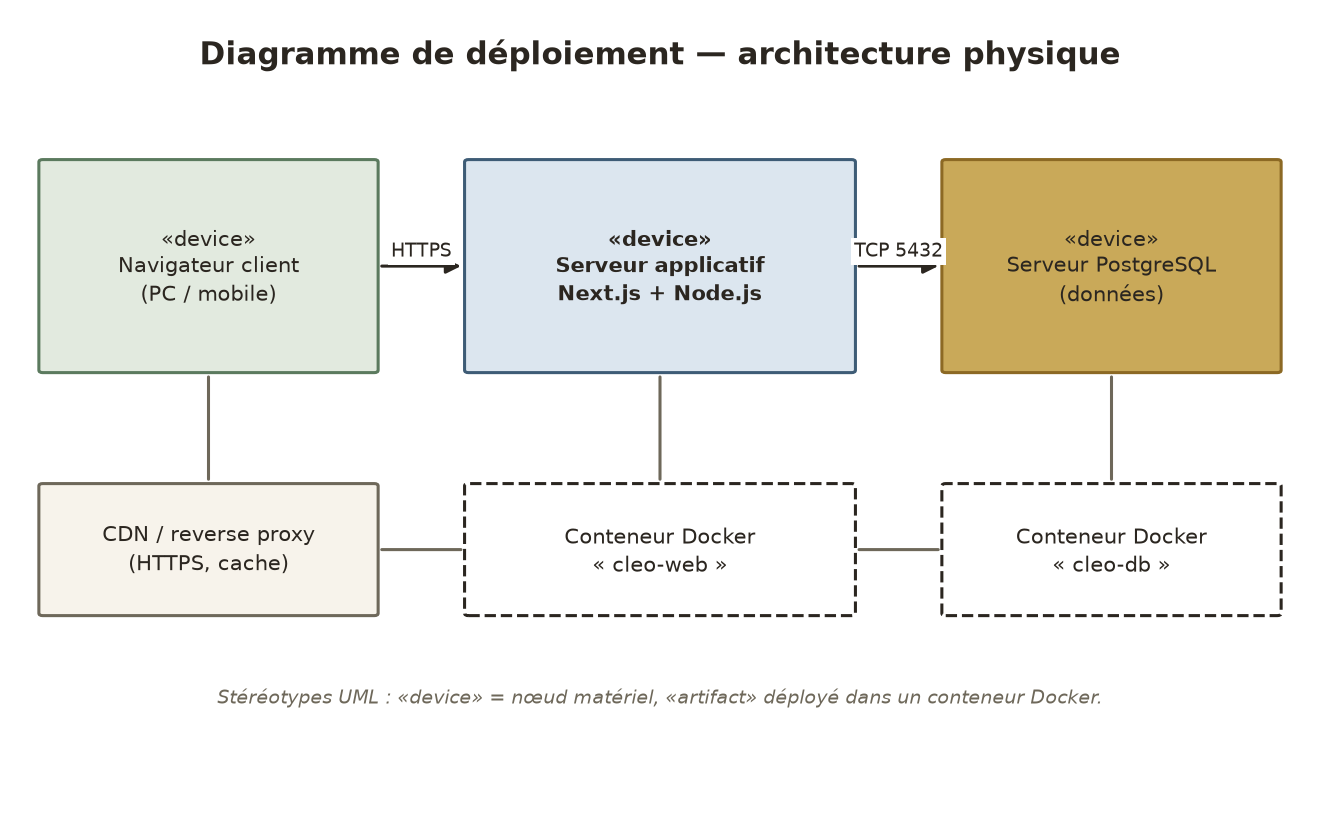 Diagramme de déploiement — architecture physique
«device»
Navigateur client
(PC / mobile)
HTTPS
«device»
Serveur applicatif
Next.js + Node.js
TCP 5432
«device»
Serveur PostgreSQL
(données)
CDN / reverse proxy
(HTTPS, cache)
Conteneur Docker
« cleo-web »
Conteneur Docker
« cleo-db »
Stéréotypes UML : «device» = nœud matériel, «artifact» déployé dans un conteneur Docker.